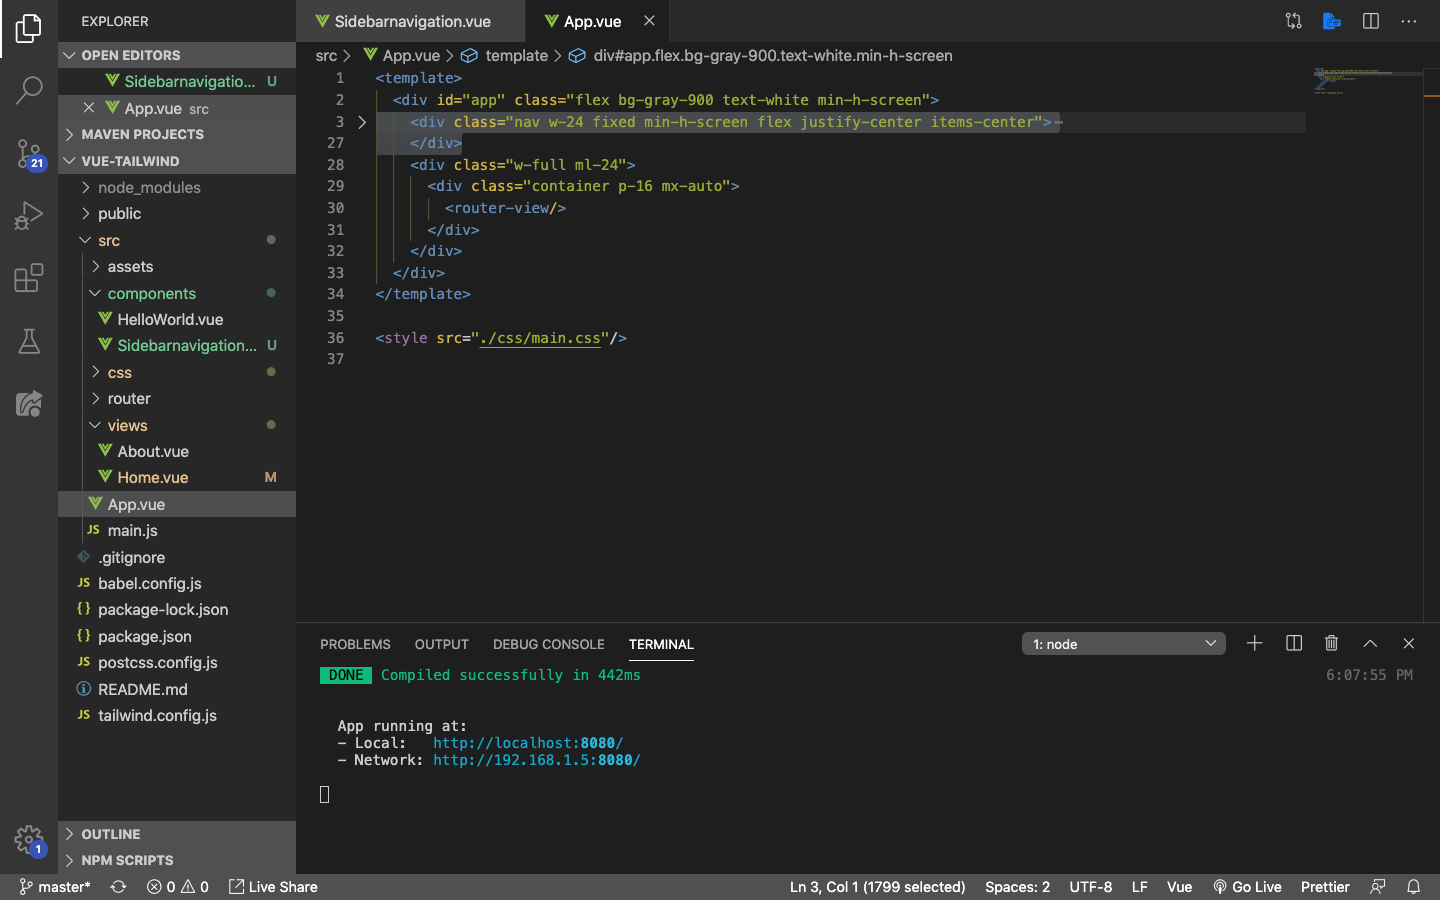 EXPLORER
OPEN EDITORS
Sidebarnavigatio... U
App.vue src
MAVEN PROJECTS
VUE-TAILWIND
node_modules
public
src
assets
components
HelloWorld.vue
Sidebarnavigation... U
css
router
views
About.vue
Home.vue M
App.vue
JS main.js
.gitignore
JS babel.config.js
{} package-lock.json
{} package.json
JS postcss.config.js
README.md
JS tailwind.config.js
OUTLINE
NPM SCRIPTS
21
1
Sidebarnavigation.vue
App.vue
src > App.vue > template > div#app.flex.bg-gray-900.text-white.min-h-screen
1 <template>
2 <div id="app" class="flex bg-gray-900 text-white min-h-screen">
3 <div class="nav w-24 fixed min-h-screen flex justify-center items-center">…
27 </div>
28 <div class="w-full ml-24">
29 <div class="container p-16 mx-auto">
30 <router-view/>
31 </div>
32 </div>
33 </div>
34 </template>
35
36 <style src="./css/main.css"/>
37
PROBLEMS OUTPUT DEBUG CONSOLE TERMINAL 1: node
DONE Compiled successfully in 442ms 6:07:55 PM
App running at:
- Local: http://localhost:8080/
- Network: http://192.168.1.5:8080/
master* 0 0 Live Share Ln 3, Col 1 (1799 selected) Spaces: 2 UTF-8 LF Vue Go Live Prettier